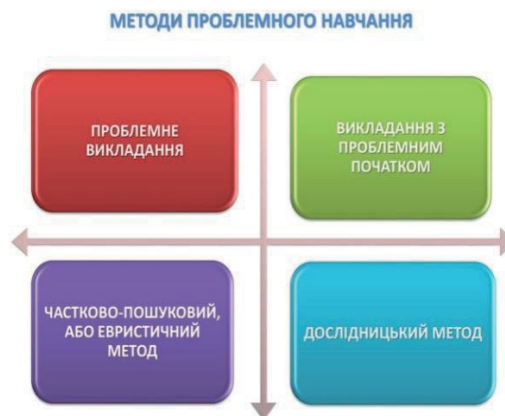 МЕТОДИ ПРОБЛЕМНОГО НАВЧАННЯ
ПРОБЛЕМНЕ
ВИКЛАДАННЯ
ВИКЛАДАННЯ З
ПРОБЛЕМНИМ
ПОЧАТКОМ
ЧАСТКОВО-ПОШУКОВИЙ,
АБО ЕВРИСТИЧНИЙ
МЕТОД
ДОСЛІДНИЦЬКИЙ МЕТОД